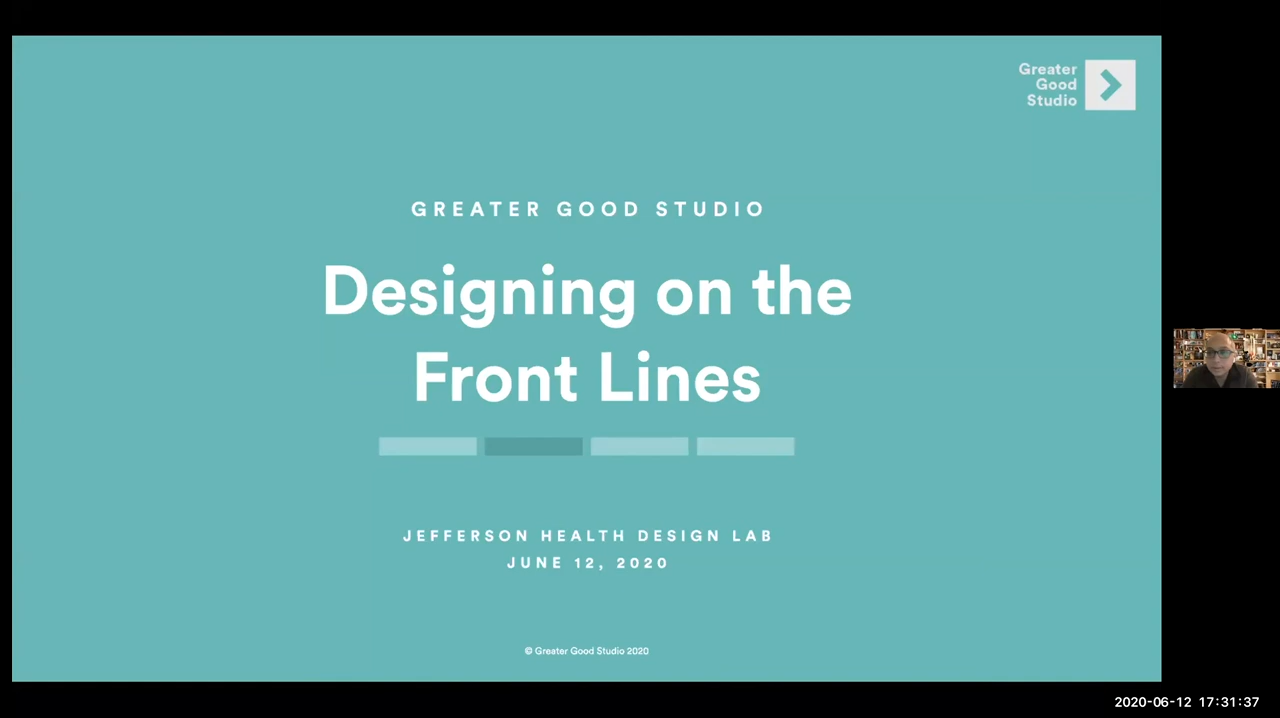 Greater
Good
Studio
GREATER GOOD STUDIO
Designing on the
Front Lines
JEFFERSON HEALTH DESIGN LAB
JUNE 12, 2020
© Greater Good Studio 2020
2020-06-12 17:31:37